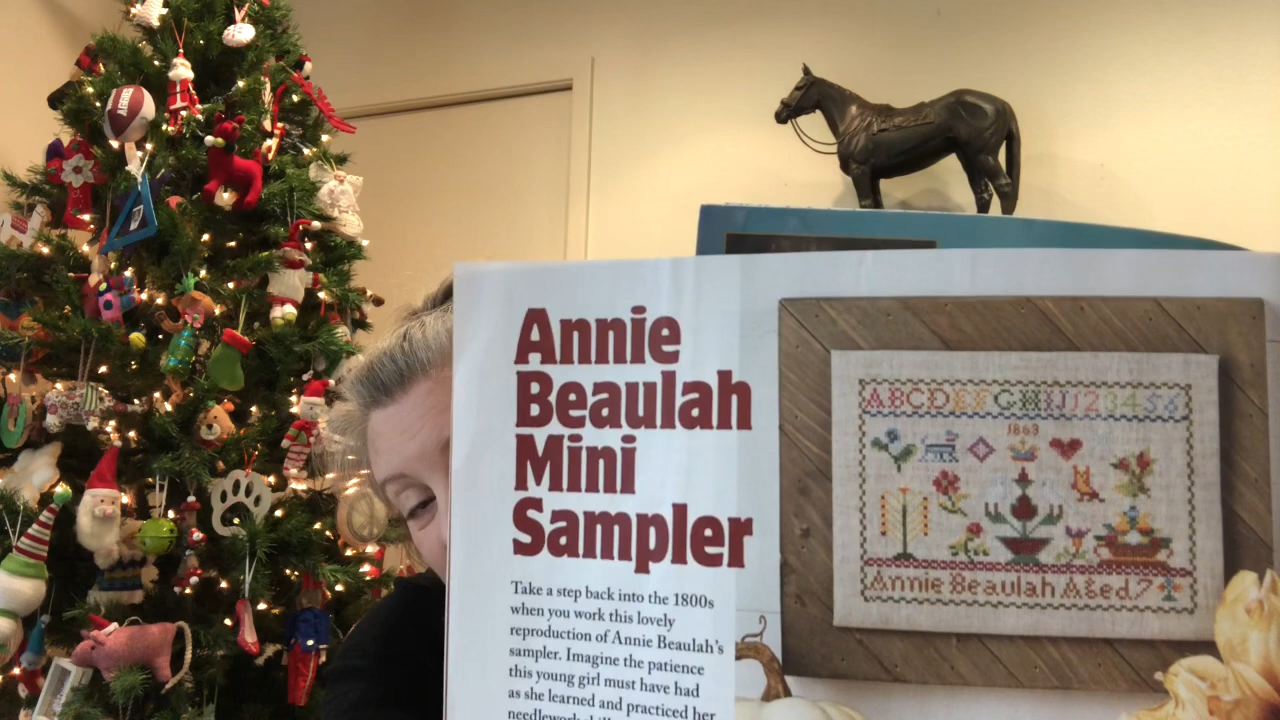 AGGIES
Annie
Beaulah
Mini
Sampler
Take a step back into the 1800s
when you work this lovely
reproduction of Annie Beaulah's
sampler. Imagine the patience
this young girl must have had
as she learned and practiced her
ABCDEFGHIJ123456
1863
Annie Beaulah Aged 7